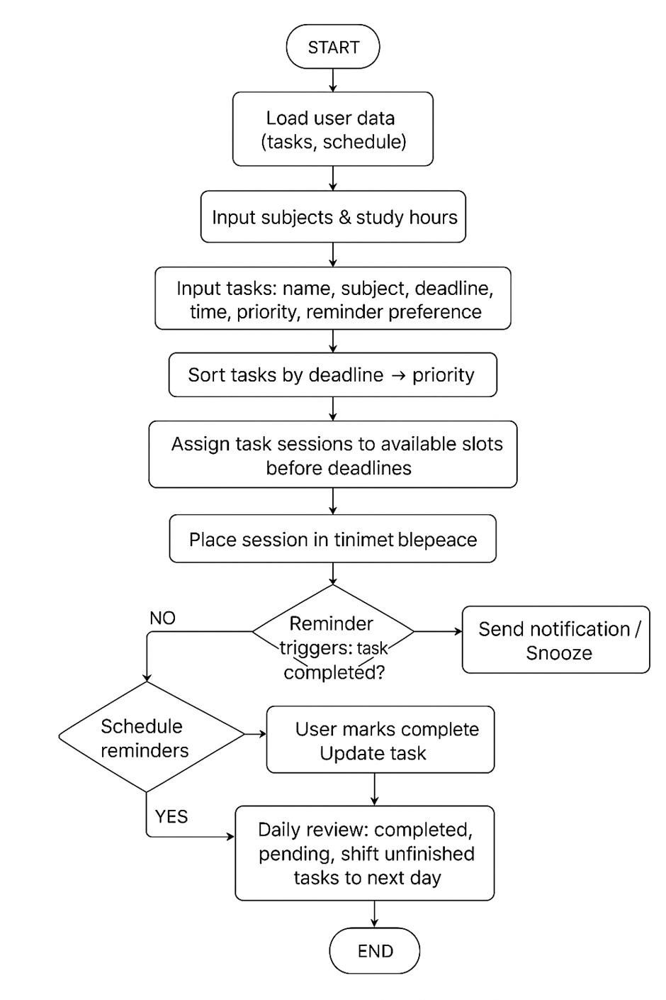 START
Load user data
(tasks, schedule)
Input subjects & study hours
Input tasks: name, subject, deadline,
time, priority, reminder preference
Sort tasks by deadline → priority
Assign task sessions to available slots
before deadlines
Place session in tinimet blepeace
NO
Reminder
triggers: task
completed?
Send notification /
Snooze
Schedule
reminders
User marks complete
Update task
YES
Daily review: completed,
pending, shift unfinished
tasks to next day
END